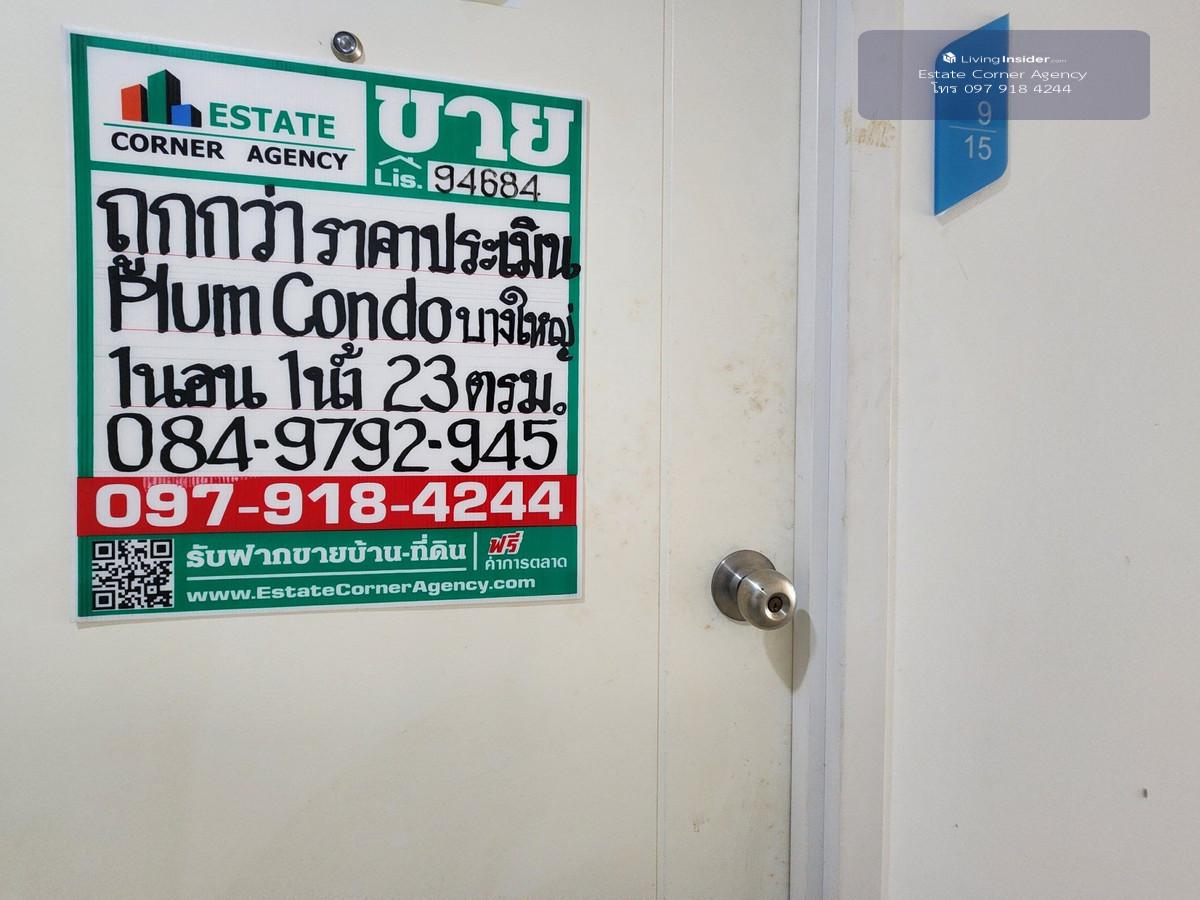 ESTATE
CORNER AGENCY
ขาย
Lis. 94684
ถูกกว่าราคาประเมิน
Plum Condo บางใหญ่
1นอน 1น้ำ 23 ตรม.
084-9792-945
097-918-4244
รับฝากขายบ้าน-ที่ดิน
ฟรี
ค่าการตลาด
www.EstateCornerAgency.com
LivingInsider.com
Estate Corner Agency
โทร 097 918 4244
9
15